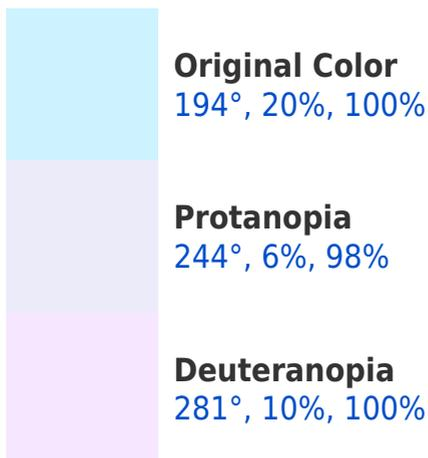 Original Color
194°, 20%, 100%
Protanopia
244°, 6%, 98%
Deuteranopia
281°, 10%, 100%